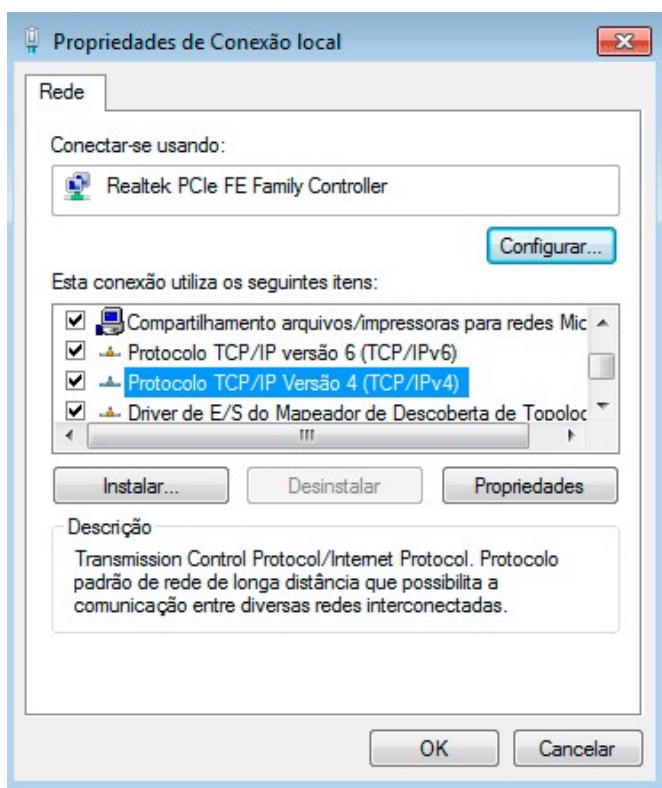 Propriedades de Conexão local
Rede
Conectar-se usando:
Realtek PCIe FE Family Controller
Configurar...
Esta conexão utiliza os seguintes itens:
Compartilhamento arquivos/impressoras para redes Mic
Protocolo TCP/IP versão 6 (TCP/IPv6)
Protocolo TCP/IP Versão 4 (TCP/IPv4)
Driver de E/S do Mapeador de Descoberta de Topoloc
Instalar... Desinstalar Propriedades
Descrição
Transmission Control Protocol/Internet Protocol. Protocolo
padrão de rede de longa distância que possibilita a
comunicação entre diversas redes interconectadas.
OK Cancelar